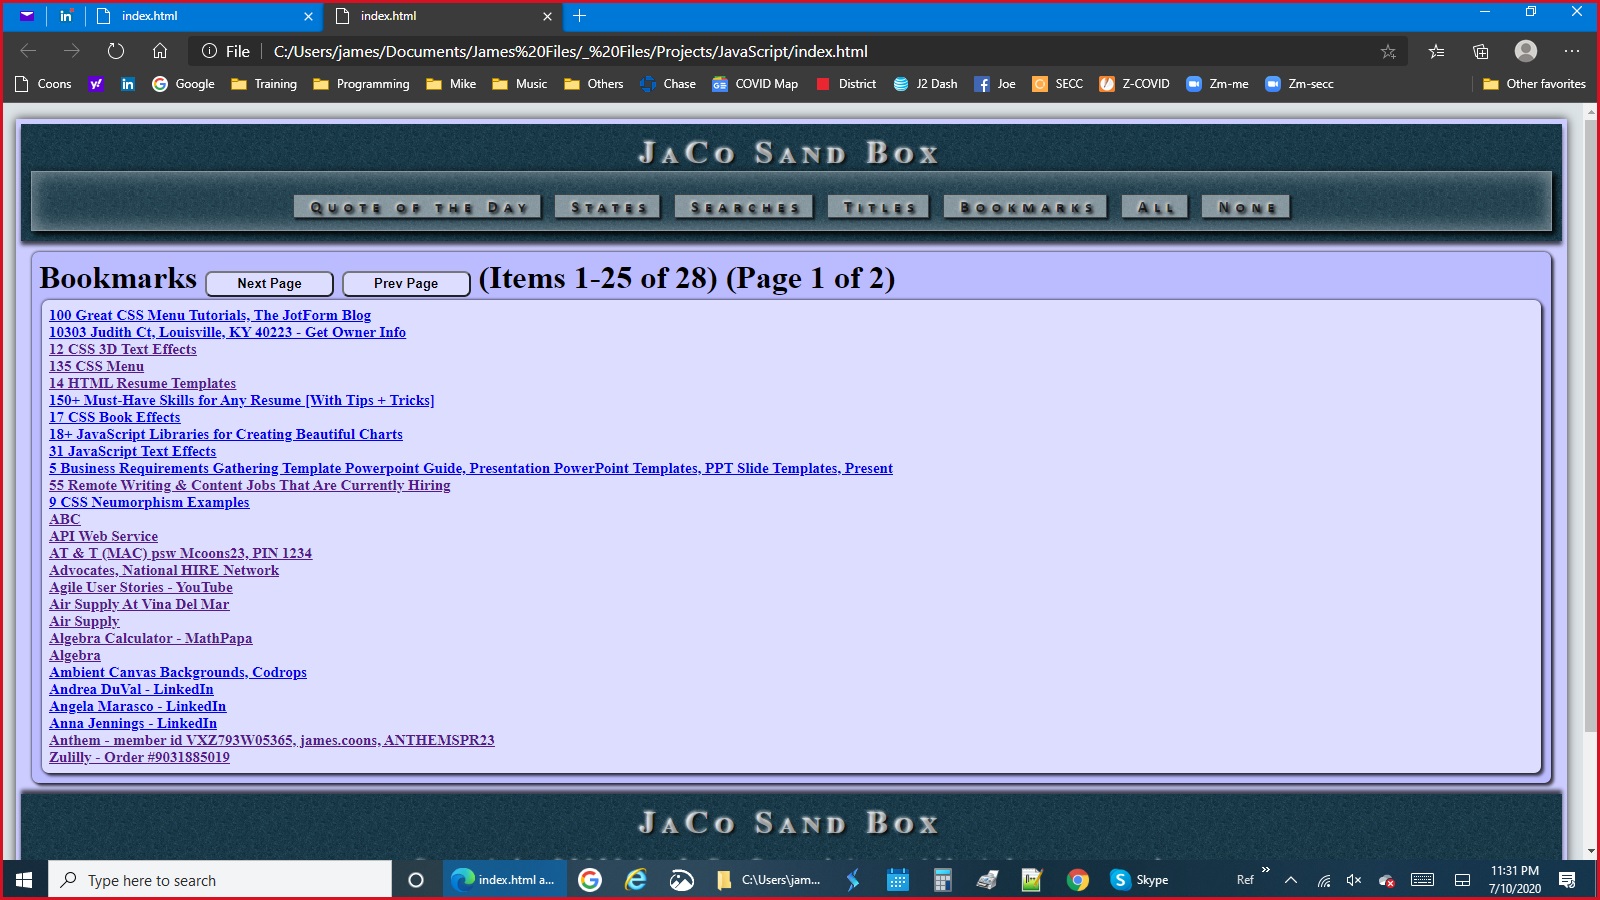 index.html
index.html
File
C:/Users/james/Documents/James%20Files/_%20Files/Projects/JavaScript/index.html
Coons
Google
Training
Programming
Mike
Music
Others
Chase
COVID Map
District
J2 Dash
Joe
SECC
Z-COVID
Zm-me
Zm-secc
Other favorites
JaCo Sand Box
Quote of the Day
States
Searches
Titles
Bookmarks
All
None
Bookmarks Next Page Prev Page (Items 1-25 of 28) (Page 1 of 2)
100 Great CSS Menu Tutorials, The JotForm Blog
10303 Judith Ct, Louisville, KY 40223 - Get Owner Info
12 CSS 3D Text Effects
135 CSS Menu
14 HTML Resume Templates
150+ Must-Have Skills for Any Resume [With Tips + Tricks]
17 CSS Book Effects
18+ JavaScript Libraries for Creating Beautiful Charts
31 JavaScript Text Effects
5 Business Requirements Gathering Template Powerpoint Guide, Presentation PowerPoint Templates, PPT Slide Templates, Present
55 Remote Writing & Content Jobs That Are Currently Hiring
9 CSS Neumorphism Examples
ABC
API Web Service
AT & T (MAC) psw Mcoons23, PIN 1234
Advocates, National HIRE Network
Agile User Stories - YouTube
Air Supply At Vina Del Mar
Air Supply
Algebra Calculator - MathPapa
Algebra
Ambient Canvas Backgrounds, Codrops
Andrea DuVal - LinkedIn
Angela Marasco - LinkedIn
Anna Jennings - LinkedIn
Anthem - member id VXZ793W05365, james.coons, ANTHEMSPR23
Zulilly - Order #9031885019
JaCo Sand Box
Type here to search
index.html a...
C:\Users\jam...
Skype
Ref
11:31 PM
7/10/2020